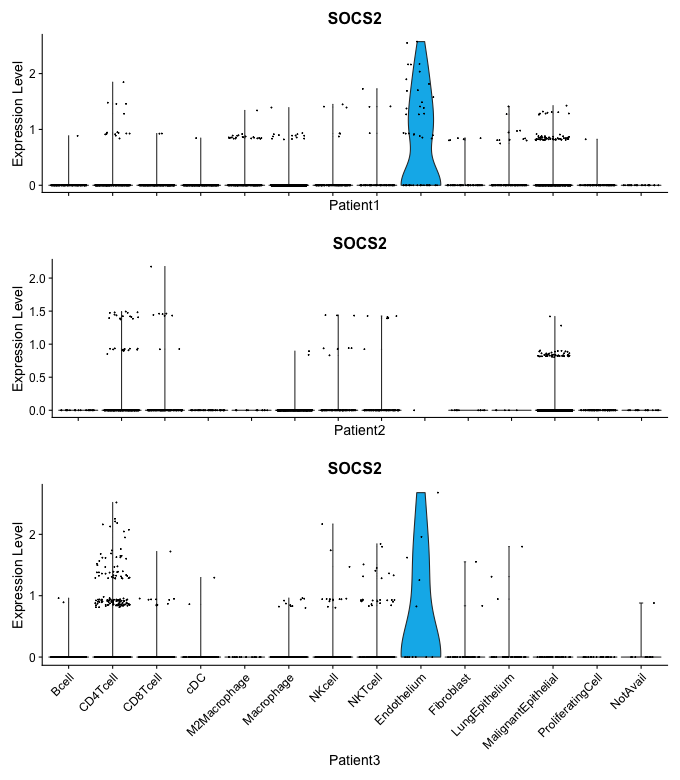 SOCS2
Expression Level
2
1
0
Patient1
SOCS2
Expression Level
2.0
1.5
1.0
0.5
0.0
Patient2
SOCS2
Expression Level
2
1
0
Bcell
CD4Tcell
CD8Tcell
cDC
M2Macrophage
Macrophage
NKcell
NKTcell
Endothelium
Fibroblast
LungEpithelium
MalignantEpithelial
ProliferatingCell
NotAvail
Patient3